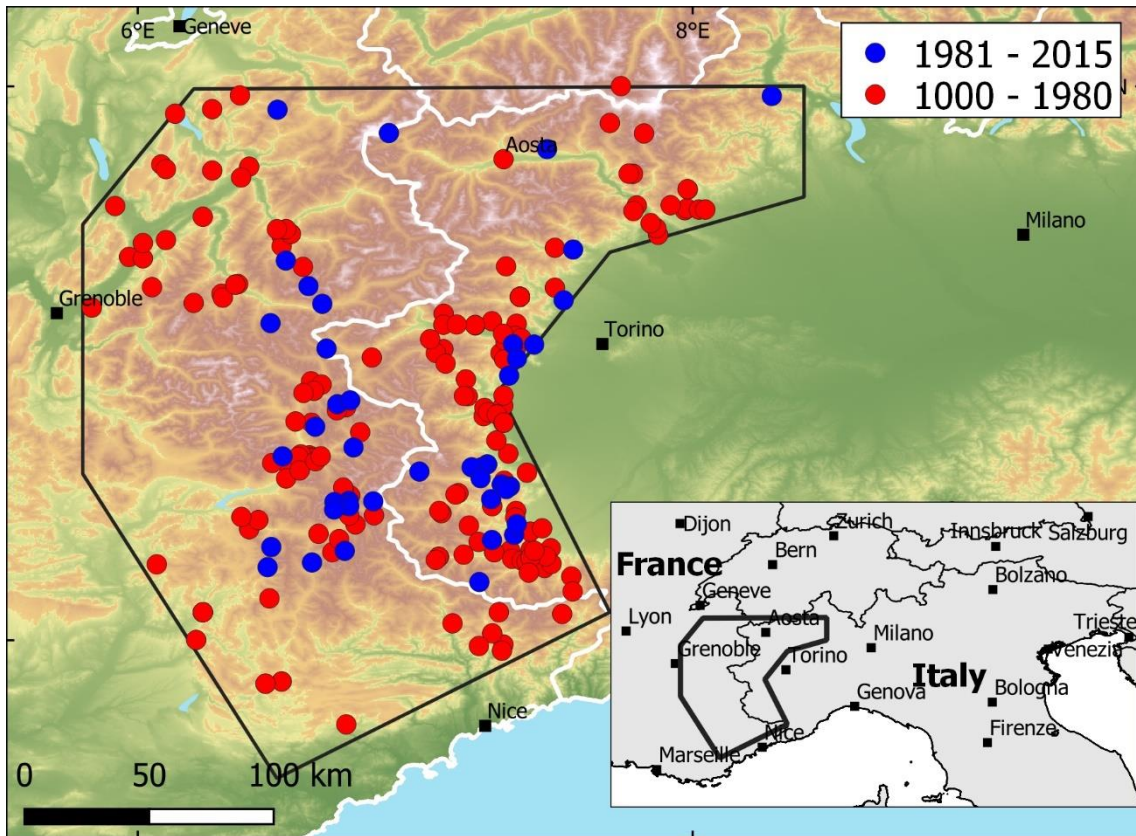 6°E
8°E
Geneve
1981 - 2015
1000 - 1980
N
Aosta
Milano
Grenoble
Torino
Nice
0
50
100 km
Dijon
Zurich
Innsbruck
Salzburg
Bern
France
Geneve
Bolzano
Lyon
Aosta
Milano
Trieste
Venezia
Grenoble
Torino
Italy
Genova
Bologna
Nice
Firenze
Marseille